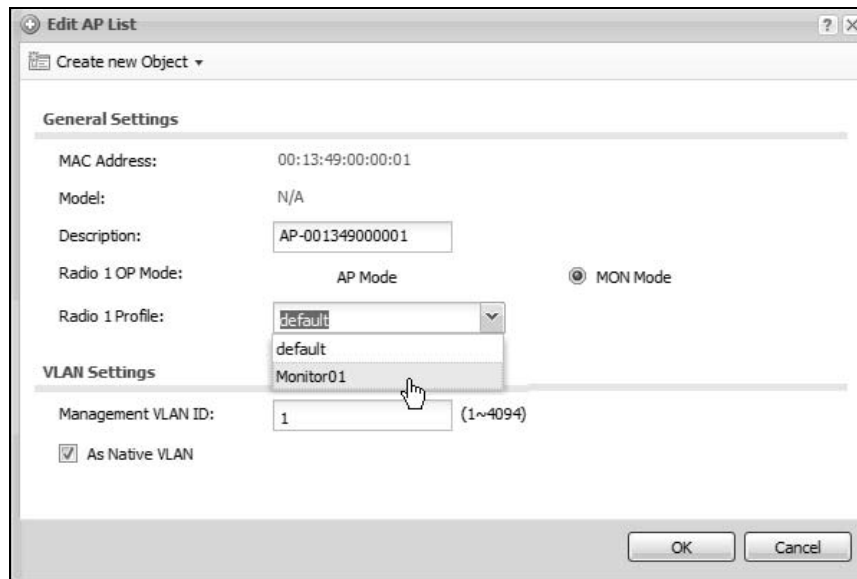 Edit AP List
?
X
Create new Object
General Settings
MAC Address: 00:13:49:00:00:01
Model: N/A
Description: AP-001349000001
Radio 1 OP Mode: AP Mode MON Mode
Radio 1 Profile: default
default
Monitor01
VLAN Settings
Management VLAN ID: 1 (1~4094)
As Native VLAN
OK Cancel